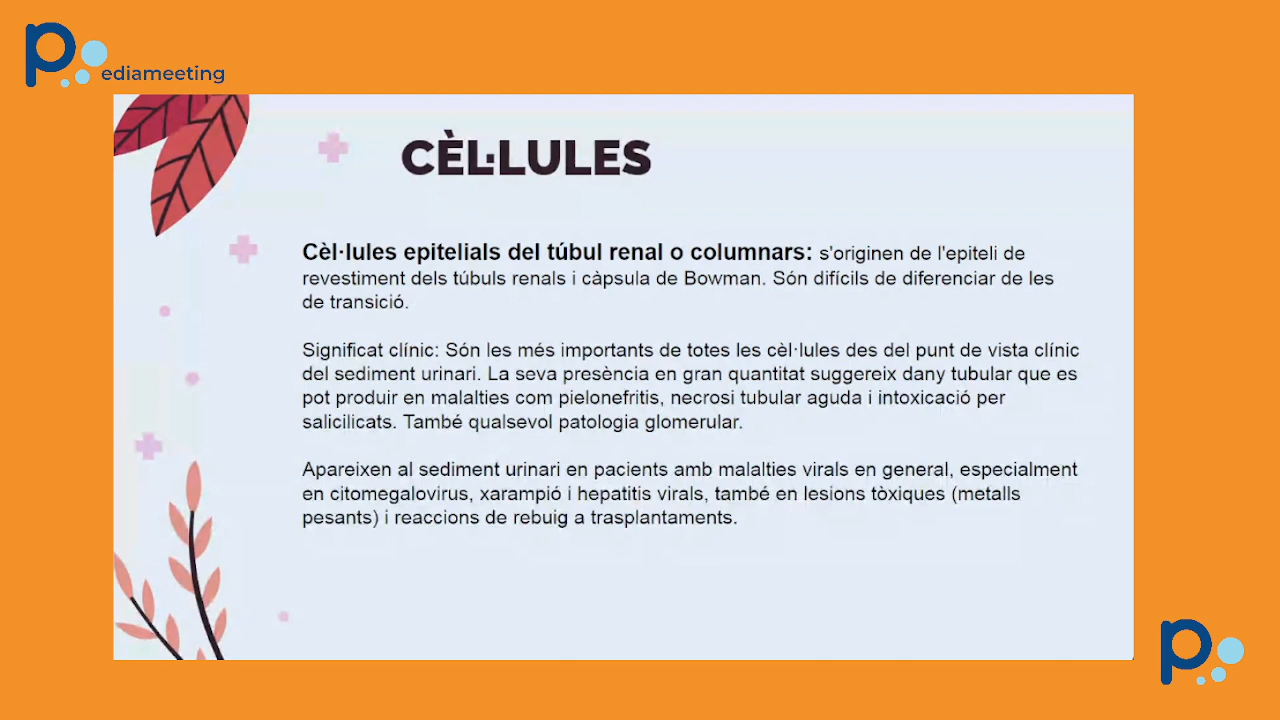 pediameeting
CÈL·LULES
Cèl·lules epitelials del túbul renal o columnars: s'originen de l'epiteli de
revestiment dels túbuls renals i càpsula de Bowman. Són difícils de diferenciar de les
de transició.
Significat clínic: Són les més importants de totes les cèl·lules des del punt de vista clínic
del sediment urinari. La seva presència en gran quantitat suggereix dany tubular que es
pot produir en malalties com pielonefritis, necrosi tubular aguda i intoxicació per
salicilicats. També qualsevol patologia glomerular.
Apareixen al sediment urinari en pacients amb malalties virals en general, especialment
en citomegalovirus, xarampió i hepatitis virals, també en lesions tòxiques (metalls
pesants) i reaccions de rebuig a trasplantaments.
p